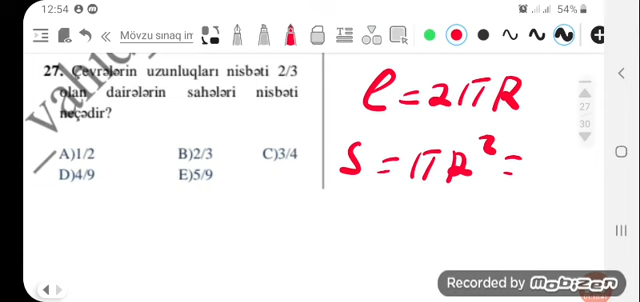 12:54
54%
Mövzu sınaq im
27. Çevrələrin uzunluqları nisbəti 2/3
olan dairələrin sahələri nisbəti
neçədir?
A)1/2 B)2/3 C)3/4
D)4/9 E)5/9
vahid
ℓ=2πR
S=πR²=
27
30
Recorded by
mobizen